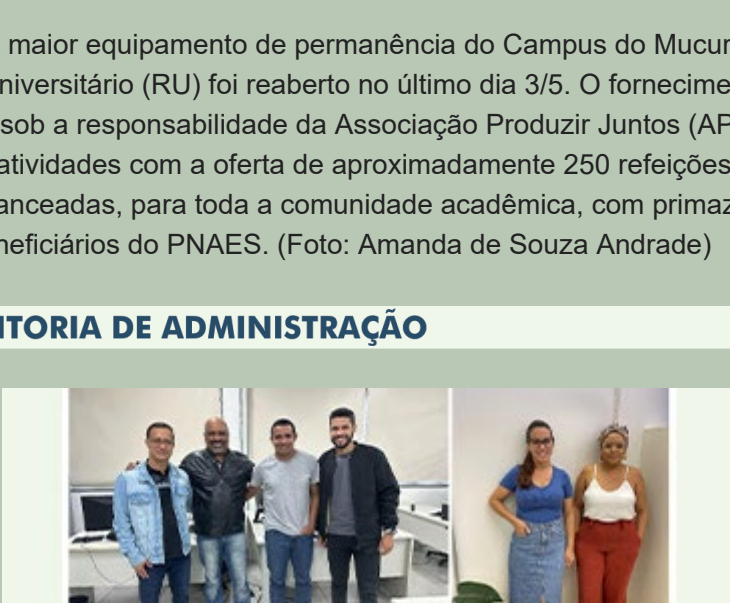 maior equipamento de permanência do Campus do Mucur
niversitário (RU) foi reaberto no último dia 3/5. O fornecime
sob a responsabilidade da Associação Produzir Juntos (AP
atividades com a oferta de aproximadamente 250 refeições
anceadas, para toda a comunidade acadêmica, com primaz
neficiários do PNAES. (Foto: Amanda de Souza Andrade)
ITORIA DE ADMINISTRAÇÃO